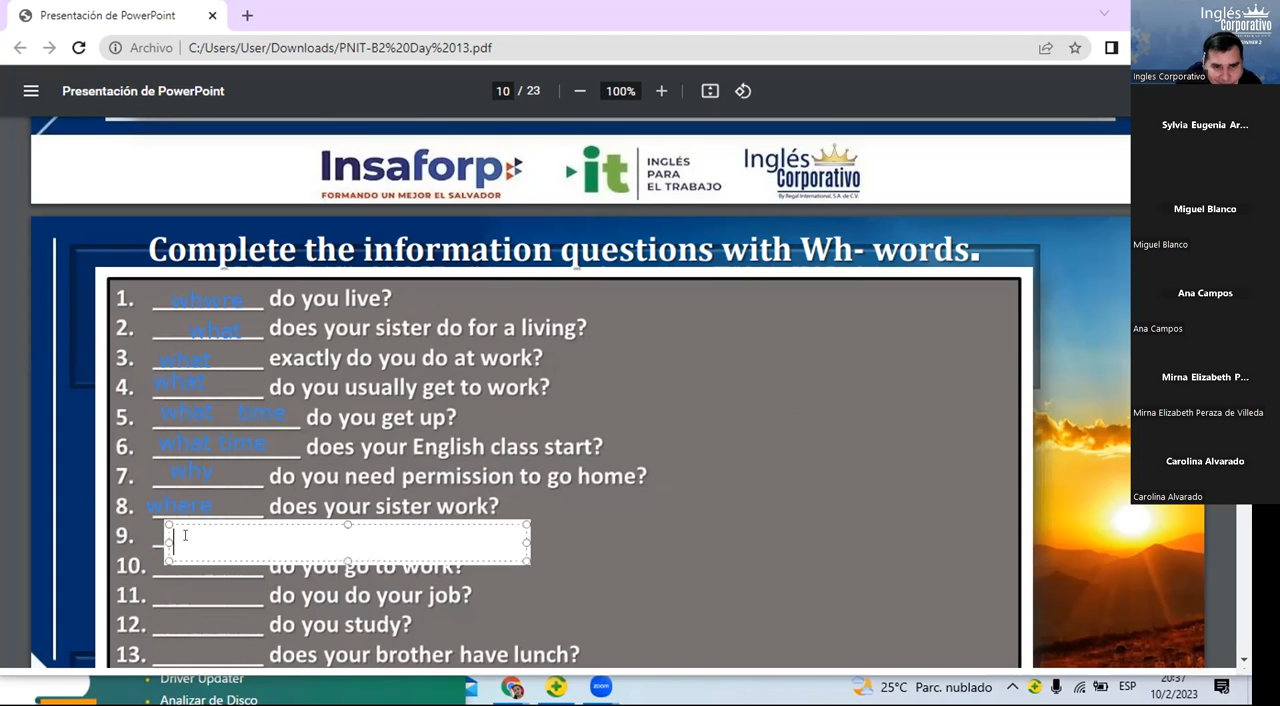 Presentación de PowerPoint
Archivo C:/Users/User/Downloads/PNIT-B2%20Day%2013.pdf
Presentación de PowerPoint 10 / 23 100%
Insaforp
FORMANDO UN MEJOR EL SALVADOR
it INGLÉS PARA EL TRABAJO
Inglés Corporativo
By Regal International, S.A. de C.V.
Complete the information questions with Wh- words.
1. whwre do you live?
2. what does your sister do for a living?
3. what exactly do you do at work?
4. what do you usually get to work?
5. what time do you get up?
6. what time does your English class start?
7. why do you need permission to go home?
8. where does your sister work?
9.
10. do you go to work?
11. do you do your job?
12. do you study?
13. does your brother have lunch?
Inglés Corporativo
Ingles Corporativo
Sylvia Eugenia Ar...
Miguel Blanco
Miguel Blanco
Ana Campos
Ana Campos
Mirna Elizabeth P...
Mirna Elizabeth Peraza de Villeda
Carolina Alvarado
Carolina Alvarado
Driver Updater
Analizar de Disco
zoom
25°C Parc. nublado ESP
20:37
10/2/2023